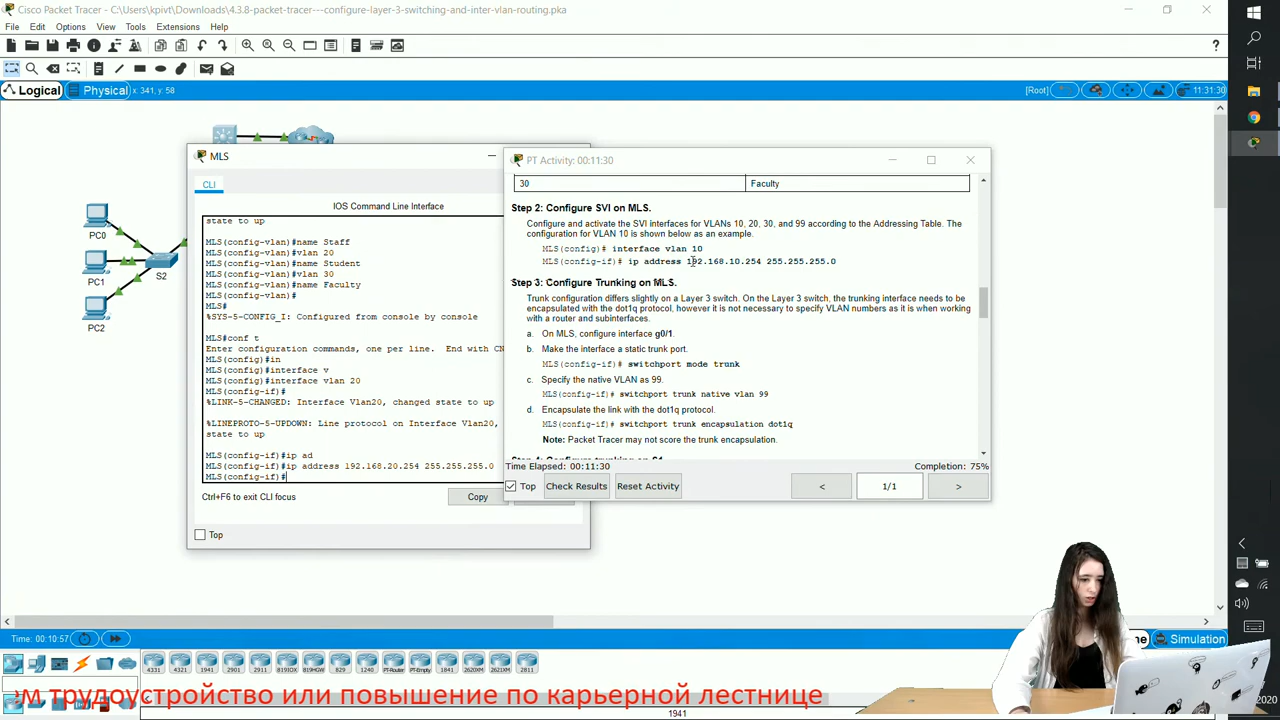 Cisco Packet Tracer - C:\Users\kpivt\Downloads\4.3.8-packet-tracer---configure-layer-3-switching-and-inter-vlan-routing.pka
File Edit Options View Tools Extensions Window Help
?
Logical Physical x: 341, y: 58
[Root] 11:31:30
PC0
PC1
PC2
S2
MLS
CLI
IOS Command Line Interface
state to up
MLS(config-vlan)#name Staff
MLS(config-vlan)#vlan 20
MLS(config-vlan)#name Student
MLS(config-vlan)#vlan 30
MLS(config-vlan)#name Faculty
MLS(config-vlan)#
MLS#
%SYS-5-CONFIG_I: Configured from console by console
MLS#conf t
Enter configuration commands, one per line. End with CN
MLS(config)#in
MLS(config)#interface v
MLS(config)#interface vlan 20
MLS(config-if)#
%LINK-5-CHANGED: Interface Vlan20, changed state to up
%LINEPROTO-5-UPDOWN: Line protocol on Interface Vlan20,
state to up
MLS(config-if)#ip ad
MLS(config-if)#ip address 192.168.20.254 255.255.255.0
MLS(config-if)#
Ctrl+F6 to exit CLI focus
Copy
Top
PT Activity: 00:11:30
30 Faculty
Step 2: Configure SVI on MLS.
Configure and activate the SVI interfaces for VLANs 10, 20, 30, and 99 according to the Addressing Table. The
configuration for VLAN 10 is shown below as an example.
MLS(config)# interface vlan 10
MLS(config-if)# ip address 192.168.10.254 255.255.255.0
Step 3: Configure Trunking on MLS.
Trunk configuration differs slightly on a Layer 3 switch. On the Layer 3 switch, the trunking interface needs to be
encapsulated with the dot1q protocol, however it is not necessary to specify VLAN numbers as it is when working
with a router and subinterfaces.
a. On MLS, configure interface g0/1.
b. Make the interface a static trunk port.
MLS(config-if)# switchport mode trunk
c. Specify the native VLAN as 99.
MLS(config-if)# switchport trunk native vlan 99
d. Encapsulate the link with the dot1q protocol.
MLS(config-if)# switchport trunk encapsulation dot1q
Note: Packet Tracer may not score the trunk encapsulation.
Step 4: Configure trunking on S1
Time Elapsed: 00:11:30 Completion: 75%
Top Check Results Reset Activity < 1/1 >
Time: 00:10:57
Simulation
4331 4321 1941 2901 2911 819IOX 819HGW 829 1240 PT-Router PT-Empty 1841 2620XM 2621XM 2811
м трудоустройство или повышение по карьерной лестнице
1941
2020